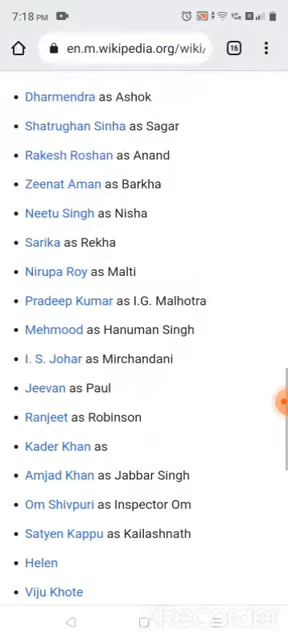 7:18 PM
en.m.wikipedia.org/wiki/
16
Dharmendra as Ashok
Shatrughan Sinha as Sagar
Rakesh Roshan as Anand
Zeenat Aman as Barkha
Neetu Singh as Nisha
Sarika as Rekha
Nirupa Roy as Malti
Pradeep Kumar as I.G. Malhotra
Mehmood as Hanuman Singh
I. S. Johar as Mirchandani
Jeevan as Paul
Ranjeet as Robinson
Kader Khan as
Amjad Khan as Jabbar Singh
Om Shivpuri as Inspector Om
Satyen Kappu as Kailashnath
Helen
Viju Khote
Recorder